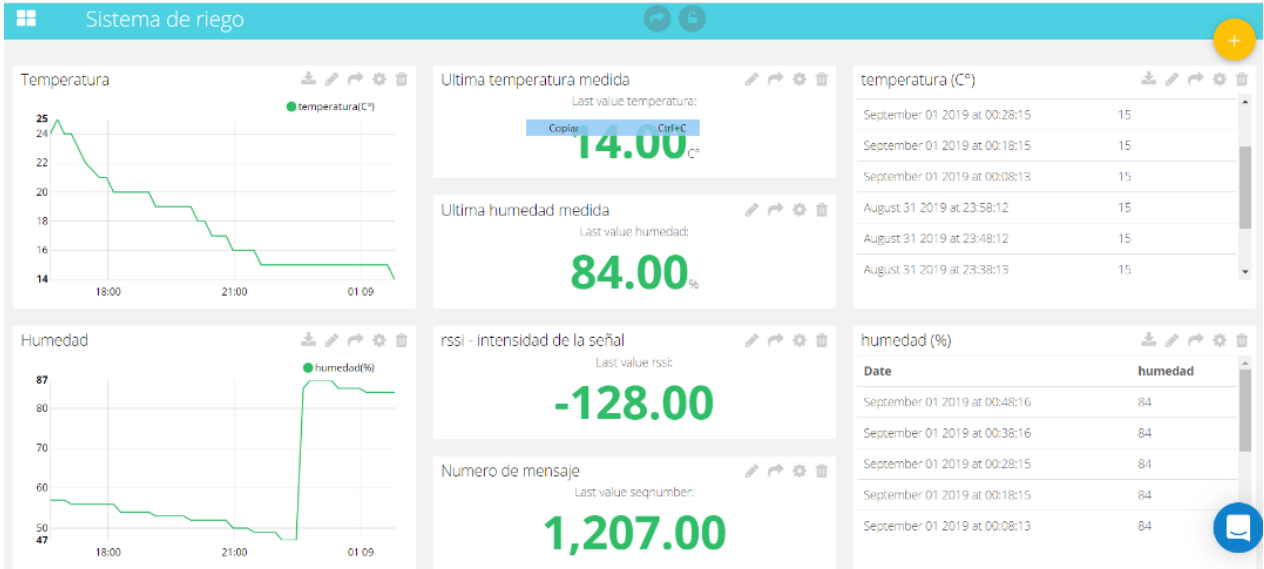 Sistema de riego
Temperatura
temperatura(C°)
25
24
22
20
18
16
14
18:00 21:00 01 09
Ultima temperatura medida
Last value temperatura:
Copiar Ctrl+C
14.00 C°
temperatura (C°)
September 01 2019 at 00:28:15 15
September 01 2019 at 00:18:15 15
September 01 2019 at 00:08:13 15
August 31 2019 at 23:58:12 15
August 31 2019 at 23:48:12 15
August 31 2019 at 23:38:13 15
Ultima humedad medida
Last value humedad:
84.00 %
Humedad
humedad(%)
87
80
70
60
50
47
18:00 21:00 01 09
rssi - intensidad de la señal
Last value rssi:
-128.00
Numero de mensaje
Last value seqnumber:
1,207.00
humedad (%)
Date humedad
September 01 2019 at 00:48:16 84
September 01 2019 at 00:38:16 84
September 01 2019 at 00:28:15 84
September 01 2019 at 00:18:15 84
September 01 2019 at 00:08:13 84